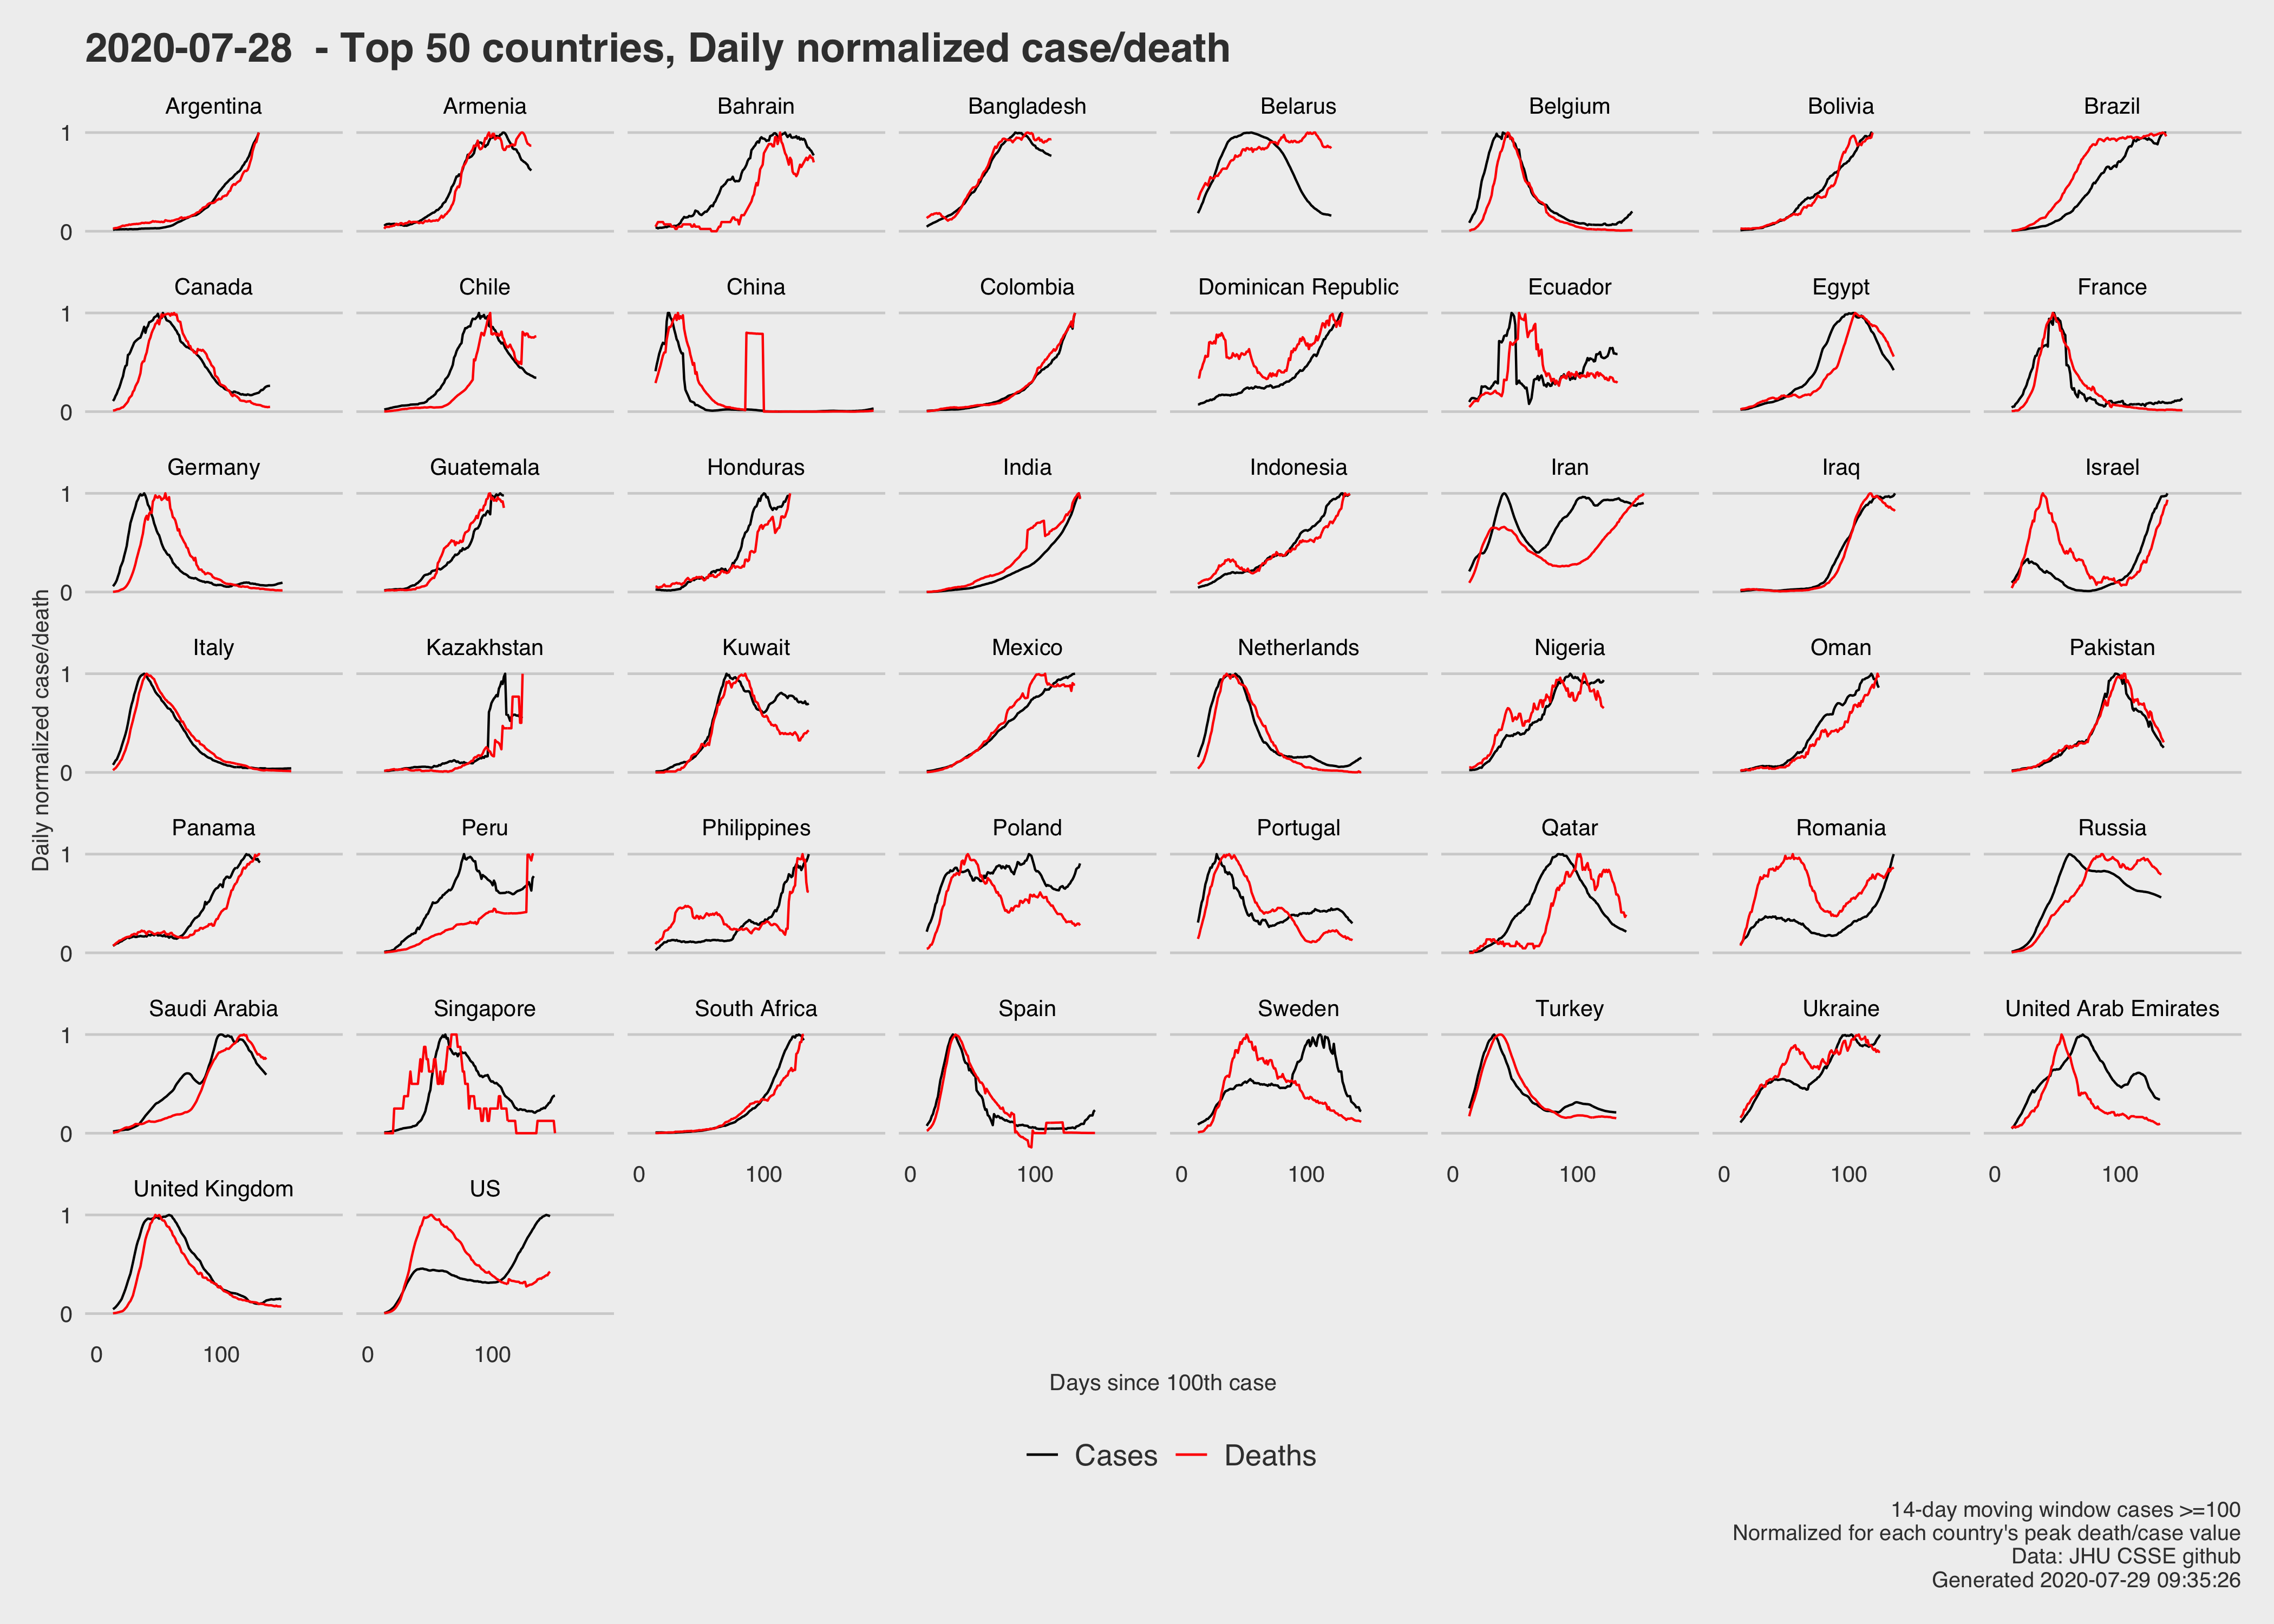 2020-07-28  - Top 50 countries, Daily normalized case/death
Argentina Armenia Bahrain Bangladesh Belarus Belgium Bolivia Brazil
1
0
Canada Chile China Colombia Dominican Republic Ecuador Egypt France
1
0
Germany Guatemala Honduras India Indonesia Iran Iraq Israel
1
0
Daily normalized case/death
Italy Kazakhstan Kuwait Mexico Netherlands Nigeria Oman Pakistan
1
0
Panama Peru Philippines Poland Portugal Qatar Romania Russia
1
0
Saudi Arabia Singapore South Africa Spain Sweden Turkey Ukraine United Arab Emirates
1
0
0 100 0 100 0 100 0 100 0 100 0 100
United Kingdom US
1
0
0 100 0 100
Days since 100th case
Cases Deaths
14-day moving window cases >=100
Normalized for each country's peak death/case value
Data: JHU CSSE github
Generated 2020-07-29 09:35:26